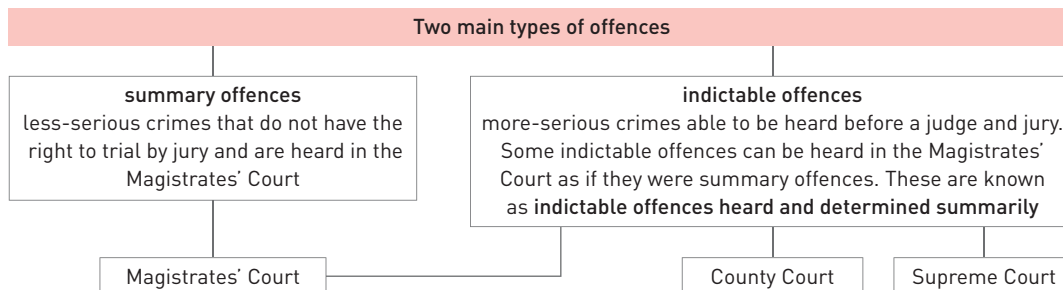 Two main types of offences
summary offences
less-serious crimes that do not have the
right to trial by jury and are heard in the
Magistrates’ Court
indictable offences
more-serious crimes able to be heard before a judge and jury.
Some indictable offences can be heard in the Magistrates’
Court as if they were summary offences. These are known
as indictable offences heard and determined summarily
Magistrates’ Court
County Court
Supreme Court